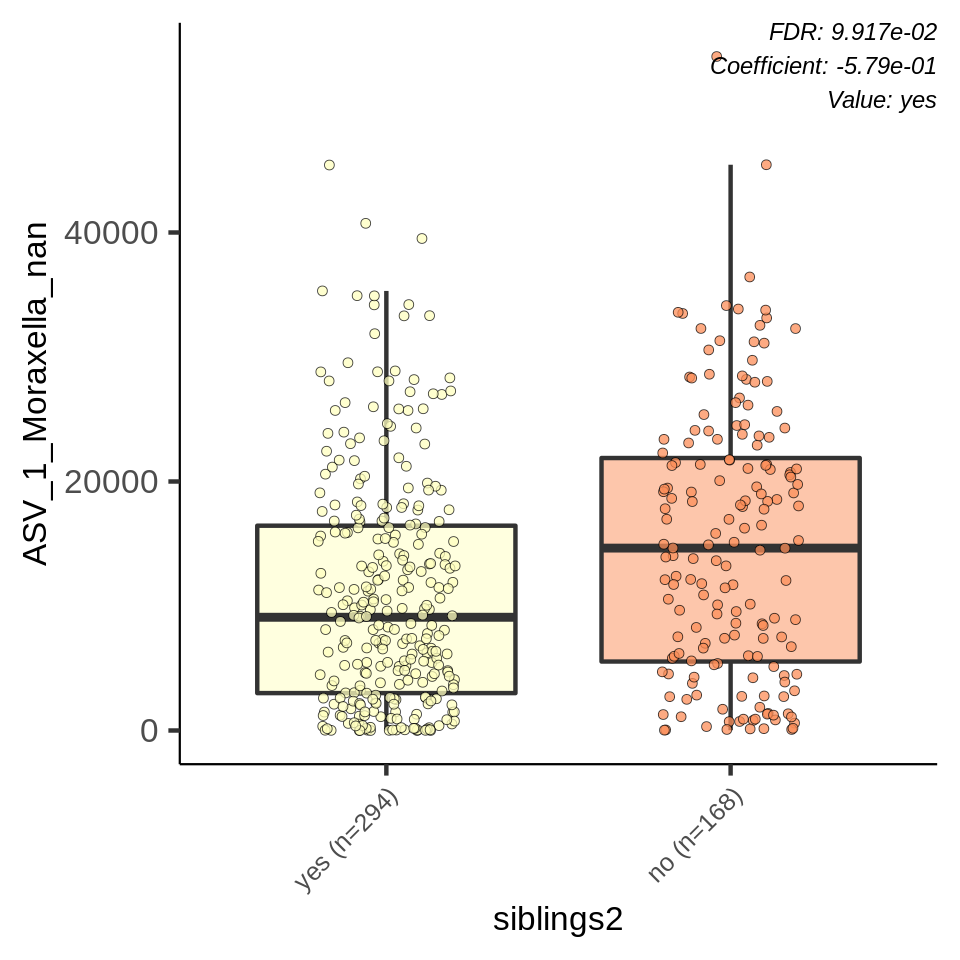 FDR: 9.917e-02
Coefficient: -5.79e-01
Value: yes
ASV_1_Moraxella_nan
40000
20000
0
yes (n=294)
no (n=168)
siblings2